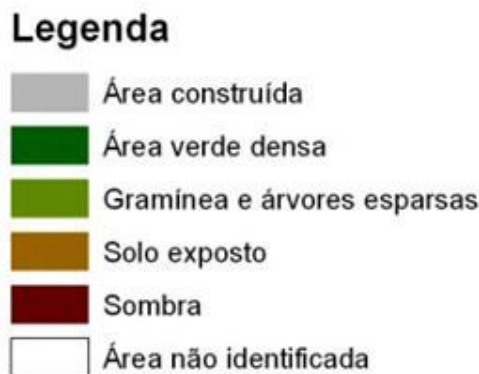 Legenda
Área construída
Área verde densa
Gramínea e árvores esparsas
Solo exposto
Sombra
Área não identificada